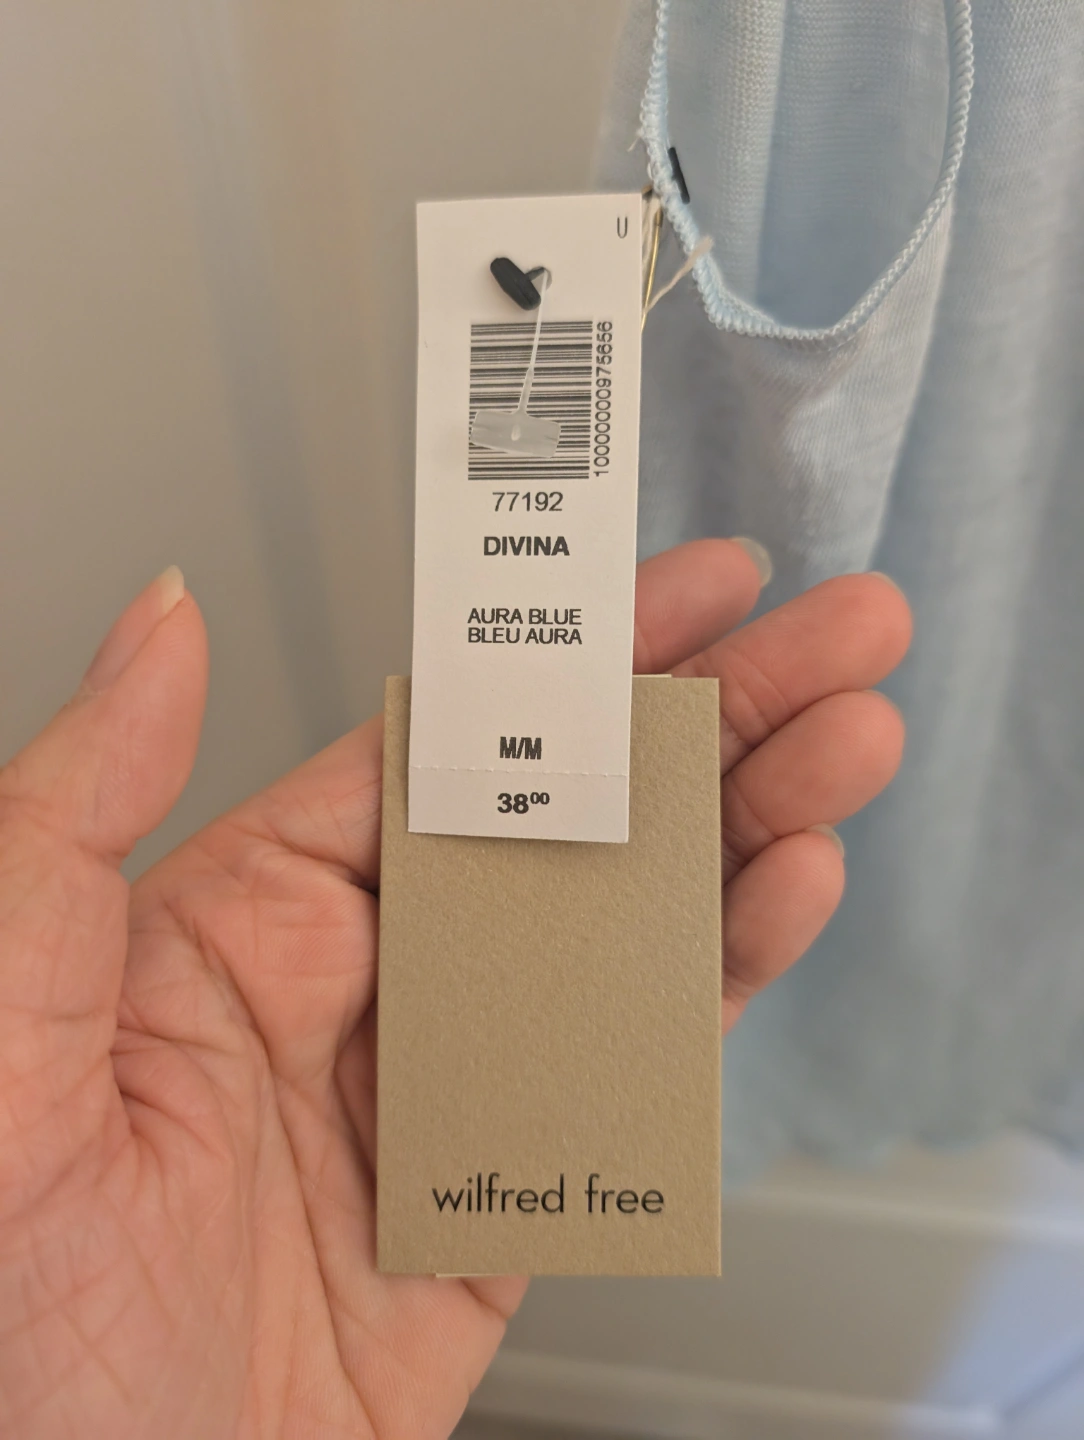 U
1000000000975656
77192
DIVINA
AURA BLUE
BLEU AURA
M/M
38⁰⁰
wilfred free